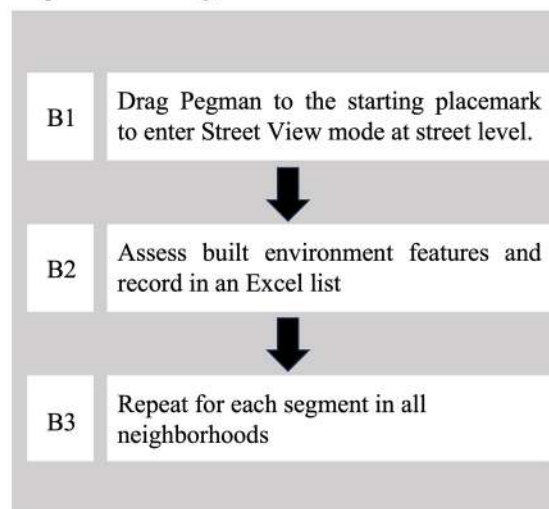 B1
Drag Pegman to the starting placemark
to enter Street View mode at street level.
B2
Assess built environment features and
record in an Excel list
B3
Repeat for each segment in all
neighborhoods